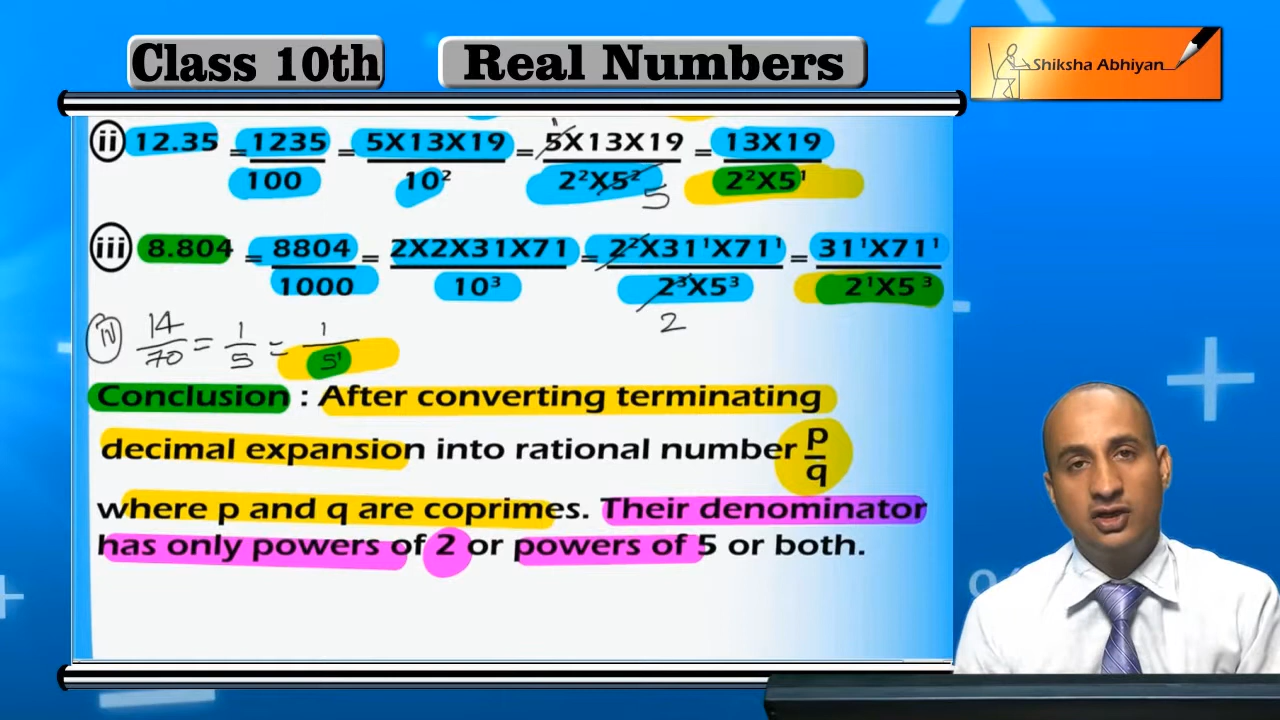 Class 10th Real Numbers
Shiksha Abhiyan
ii 12.35 = 1235/100 = 5X13X19/10² = 5X13X19/2²X5² = 13X19/2²X5¹
1
5
iii 8.804 = 8804/1000 = 2X2X31X71/10³ = 2²X31¹X71¹/2³X5³ = 31¹X71¹/2¹X5³
2
iv 14/70 = 1/5 = 1/5¹
Conclusion : After converting terminating
decimal expansion into rational number p/q
where p and q are coprimes. Their denominator
has only powers of 2 or powers of 5 or both.